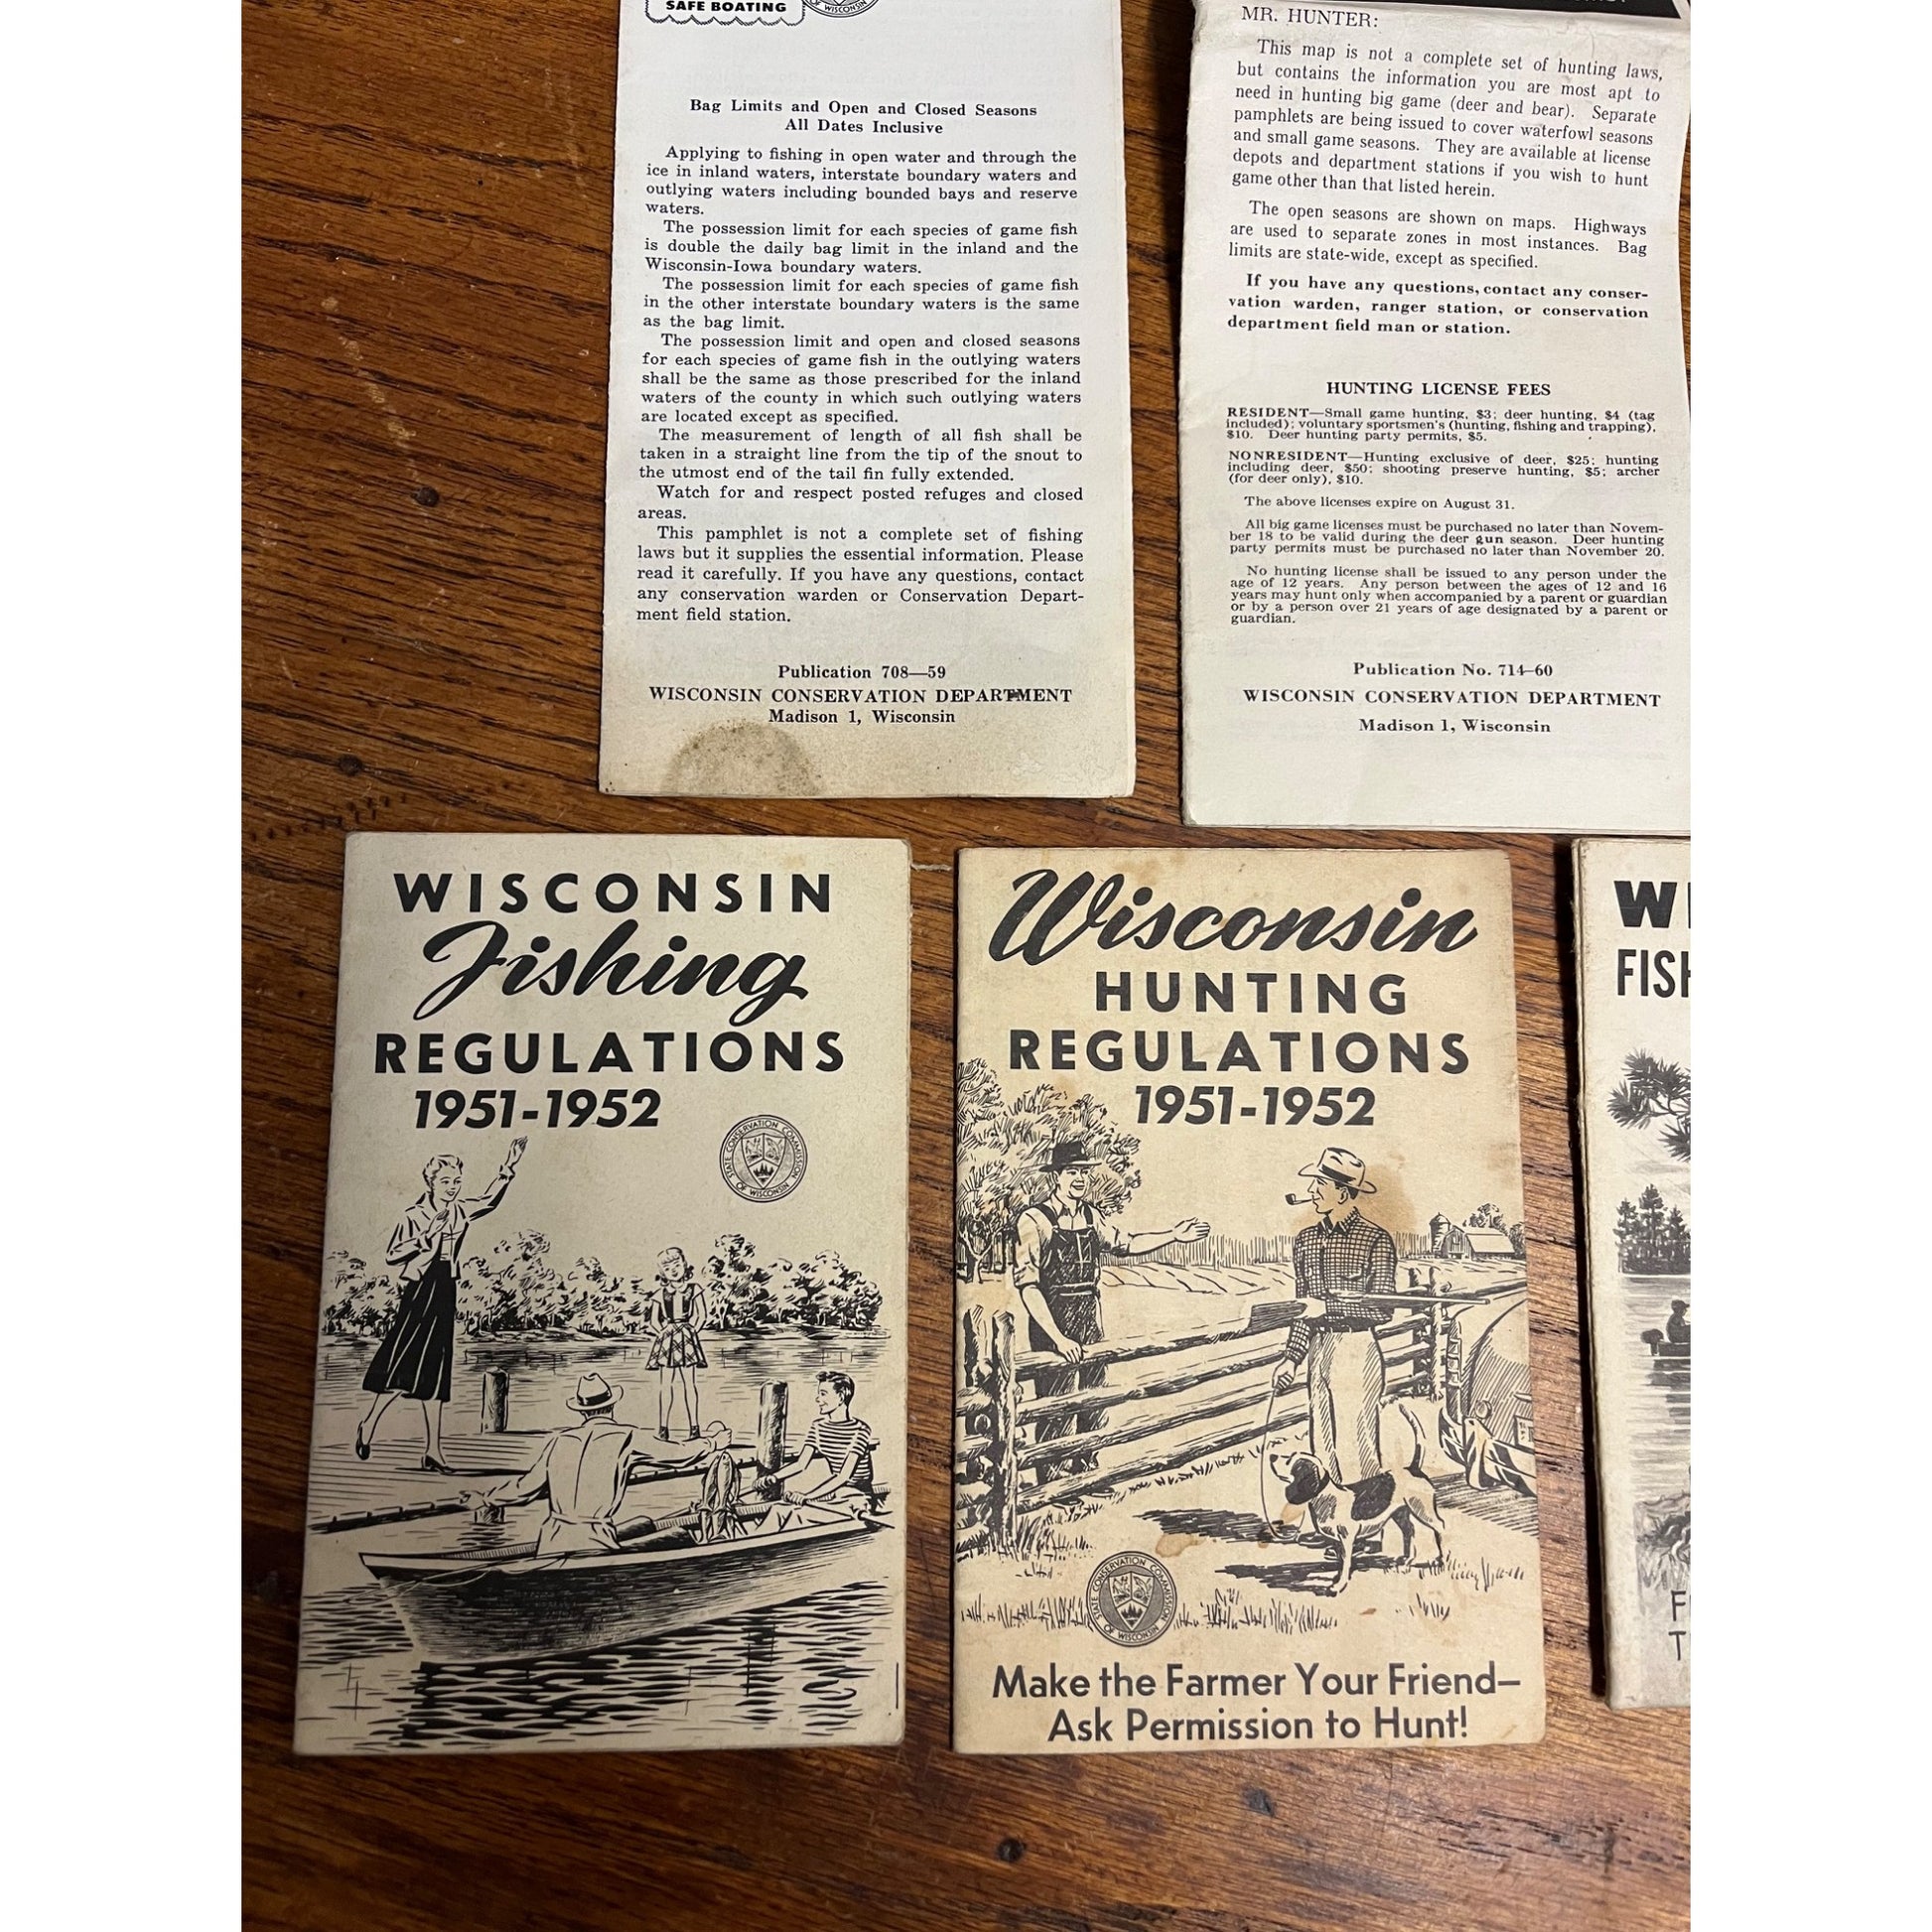 SAFE BOATING
OF WISCONSIN
Bag Limits and Open and Closed Seasons
All Dates Inclusive
Applying to fishing in open water and through the
ice in inland waters, interstate boundary waters and
outlying waters including bounded bays and reserve
waters.
The possession limit for each species of game fish
is double the daily bag limit in the inland and the
Wisconsin-Iowa boundary waters.
The possession limit for each species of game fish
in the other interstate boundary waters is the same
as the bag limit.
The possession limit and open and closed seasons
for each species of game fish in the outlying waters
shall be the same as those prescribed for the inland
waters of the county in which such outlying waters
are located except as specified.
The measurement of length of all fish shall be
taken in a straight line from the tip of the snout to
the utmost end of the tail fin fully extended.
Watch for and respect posted refuges and closed
areas.
This pamphlet is not a complete set of fishing
laws but it supplies the essential information. Please
read it carefully. If you have any questions, contact
any conservation warden or Conservation Depart-
ment field station.
Publication 708—59
WISCONSIN CONSERVATION DEPARTMENT
Madison 1, Wisconsin
MR. HUNTER:
This map is not a complete set of hunting laws,
but contains the information you are most apt to
need in hunting big game (deer and bear). Separate
pamphlets are being issued to cover waterfowl seasons
and small game seasons. They are available at license
depots and department stations if you wish to hunt
game other than that listed herein.
The open seasons are shown on maps. Highways
are used to separate zones in most instances. Bag
limits are state-wide, except as specified.
If you have any questions, contact any conser-
vation warden, ranger station, or conservation
department field man or station.
HUNTING LICENSE FEES
RESIDENT—Small game hunting, $3; deer hunting, $4 (tag
included); voluntary sportsmen's (hunting, fishing and trapping),
$10. Deer hunting party permits, $5.
NONRESIDENT—Hunting exclusive of deer, $25; hunting
including deer, $50; shooting preserve hunting, $5; archer
(for deer only), $10.
The above licenses expire on August 31.
All big game licenses must be purchased no later than Novem-
ber 18 to be valid during the deer gun season. Deer hunting
party permits must be purchased no later than November 20.
No hunting license shall be issued to any person under the
age of 12 years. Any person between the ages of 12 and 16
years may hunt only when accompanied by a parent or guardian
or by a person over 21 years of age designated by a parent or
guardian.
Publication No. 714-60
WISCONSIN CONSERVATION DEPARTMENT
Madison 1, Wisconsin
WISCONSIN
Fishing
REGULATIONS
1951-1952
STATE CONSERVATION COMMISSION
OF WISCONSIN
Wisconsin
HUNTING
REGULATIONS
1951-1952
STATE CONSERVATION COMMISSION
OF WISCONSIN
Make the Farmer Your Friend—
Ask Permission to Hunt!
WI
FISH
F
T